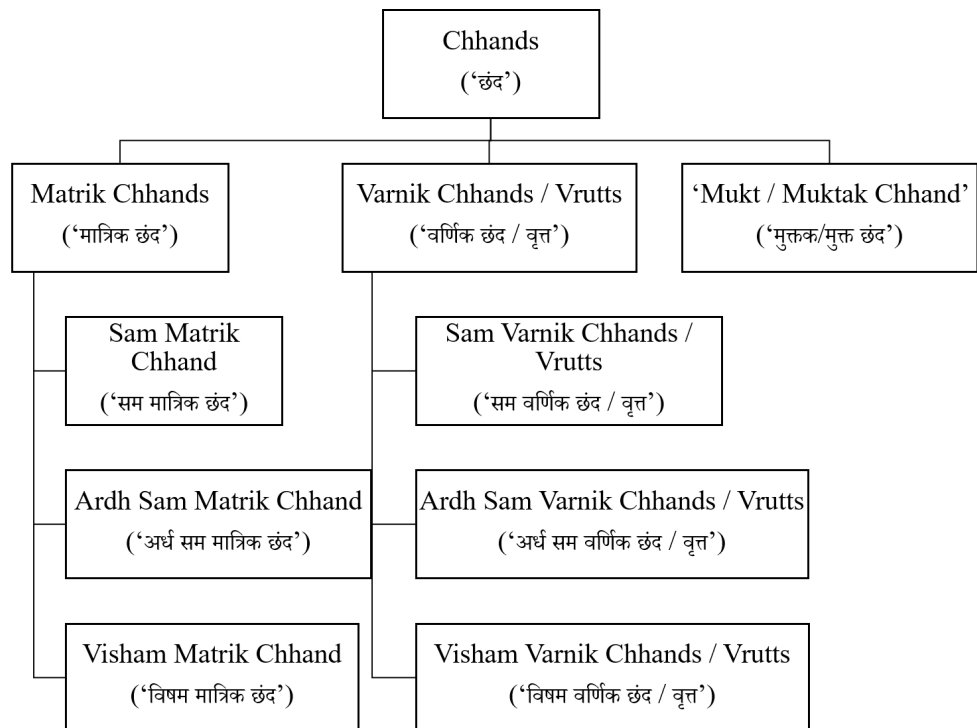 Chhands
(‘छंद’)
Matrik Chhands
(‘मात्रिक छंद’)
Varnik Chhands / Vrutts
(‘वर्णिक छंद / वृत्त’)
‘Mukt / Muktak Chhand’
(‘मुक्तक/मुक्त छंद’)
Sam Matrik
Chhand
(‘सम मात्रिक छंद’)
Sam Varnik Chhands /
Vrutts
(‘सम वर्णिक छंद / वृत्त’)
Ardh Sam Matrik Chhand
(‘अर्ध सम मात्रिक छंद’)
Ardh Sam Varnik Chhands / Vrutts
(‘अर्ध सम वर्णिक छंद / वृत्त’)
Visham Matrik Chhand
(‘विषम मात्रिक छंद’)
Visham Varnik Chhands / Vrutts
(‘विषम वर्णिक छंद / वृत्त’)